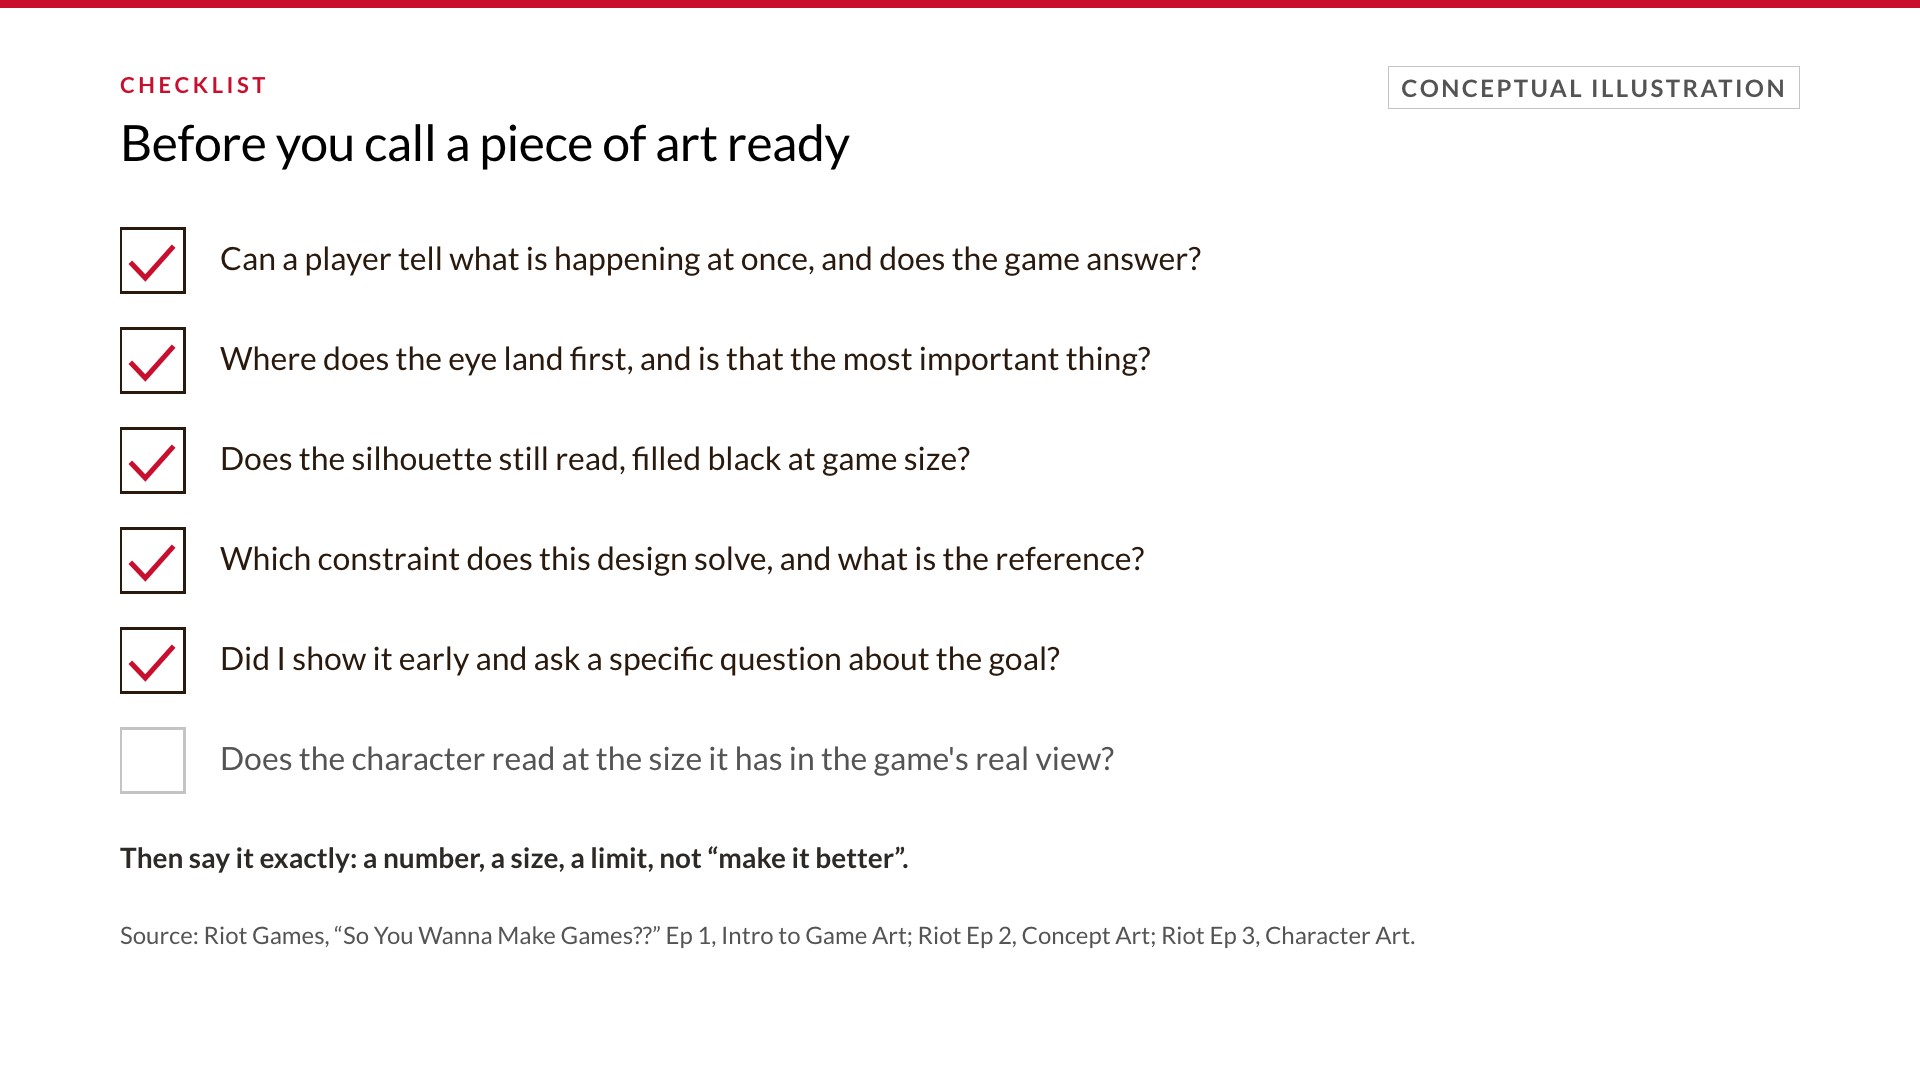 CHECKLIST
CONCEPTUAL ILLUSTRATION
Before you call a piece of art ready
Can a player tell what is happening at once, and does the game answer?
Where does the eye land first, and is that the most important thing?
Does the silhouette still read, filled black at game size?
Which constraint does this design solve, and what is the reference?
Did I show it early and ask a specific question about the goal?
Does the character read at the size it has in the game's real view?
Then say it exactly: a number, a size, a limit, not “make it better”.
Source: Riot Games, “So You Wanna Make Games??” Ep 1, Intro to Game Art; Riot Ep 2, Concept Art; Riot Ep 3, Character Art.